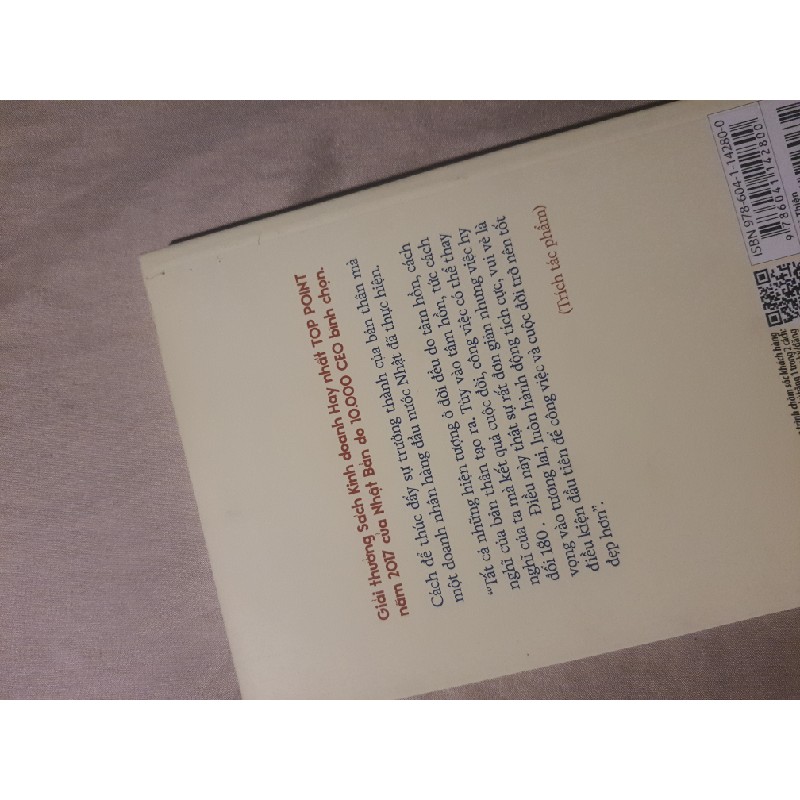 Giải thưởng Sách Kinh doanh Hay nhất TOP POINT
năm 2017 của Nhật Bản do 10.000 CEO bình chọn.
Cách để thúc đẩy sự trưởng thành của bản thân mà
một doanh nhân hàng đầu nước Nhật đã thực hiện.
“Tất cả những hiện tượng ở đời đều do tâm hồn, cách
nghĩ của bản thân tạo ra. Tùy vào tâm hồn, tức cách
nghĩ của ta mà kết quả cuộc đời, công việc có thể thay
đổi 180 . Điều này thật sự rất đơn giản nhưng việc hy
vọng vào tương lai, luôn hành động tích cực, vui vẻ là
điều kiện đầu tiên để công việc và cuộc đời trở nên tốt
đẹp hơn”.
(Trích tác phẩm)
ISBN 978-604-1-14280-0
9 786041 142800